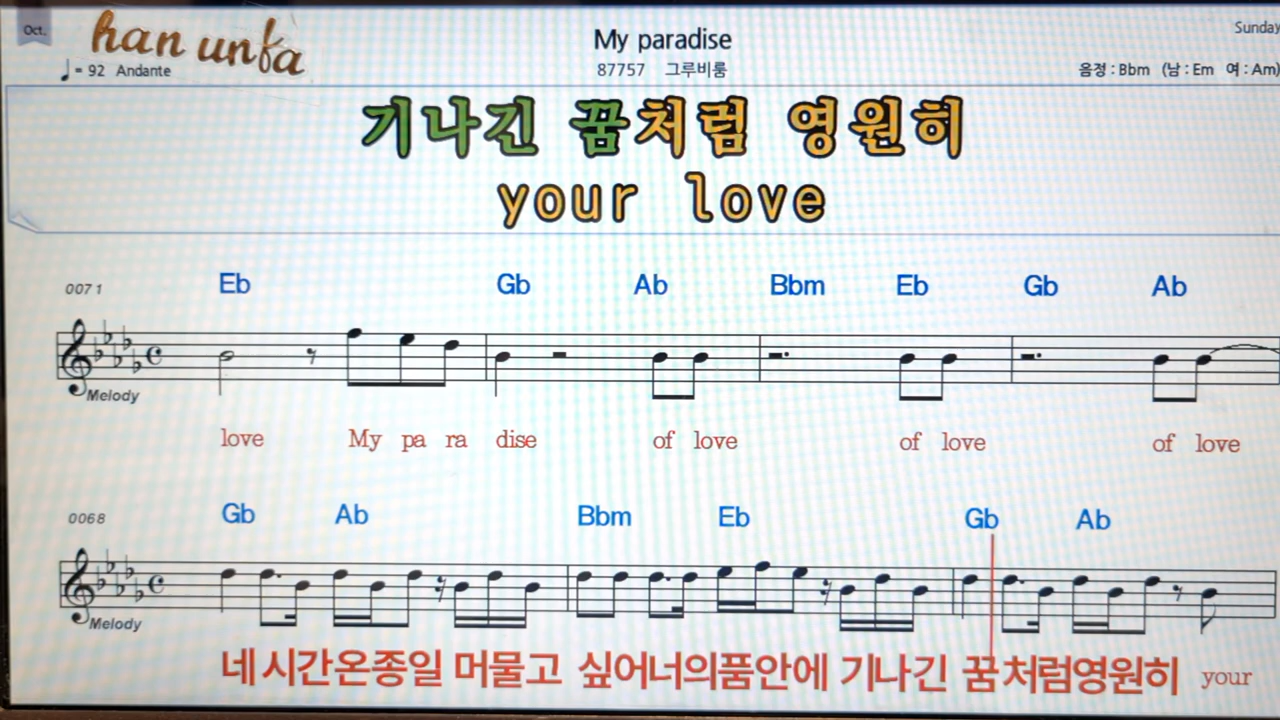 Oct.
han unfa
My paradise
Sunday
♩= 92 Andante
87757 그루비룸
음정 : Bbm (남 : Em 여 : Am)
기나긴 꿈처럼 영원히
your love
0071
Eb Gb Ab Bbm Eb Gb Ab
Melody
love My pa ra dise of love of love of love
0068
Gb Ab Bbm Eb Gb Ab
Melody
네 시간온종일 머물고 싶어너의품안에 기나긴 꿈처럼영원히 your